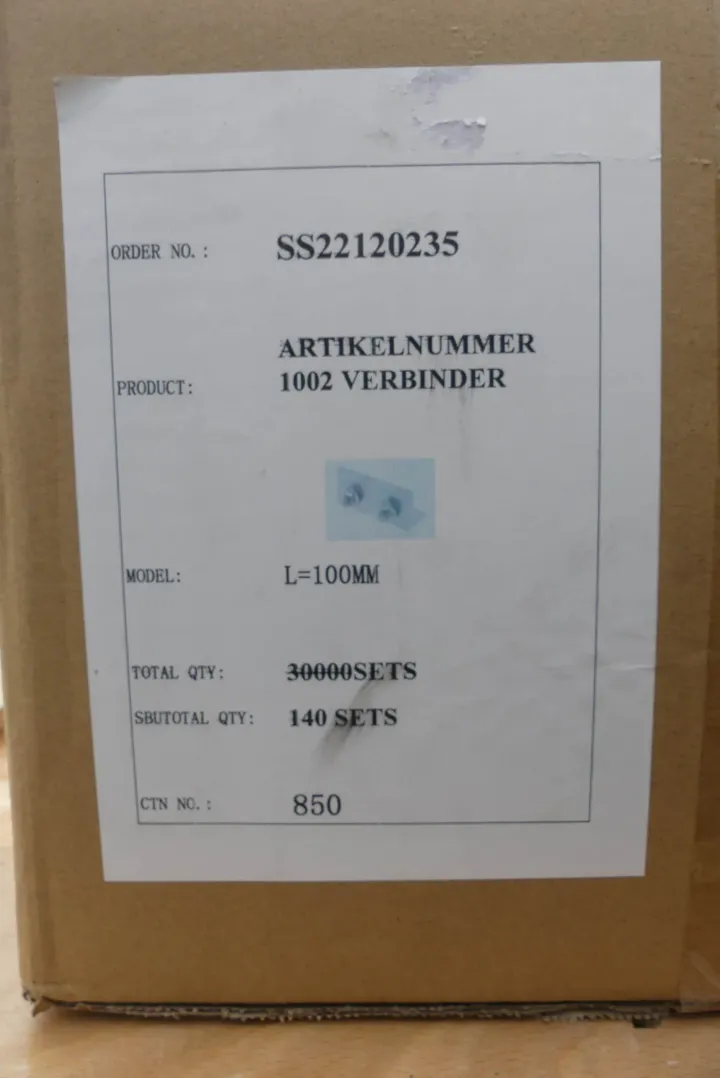 ORDER NO.: SS22120235
ARTIKELNUMMER
PRODUCT: 1002 VERBINDER
MODEL: L=100MM
TOTAL QTY: 30000SETS
SBUTOTAL QTY: 140 SETS
CTN NO.: 850